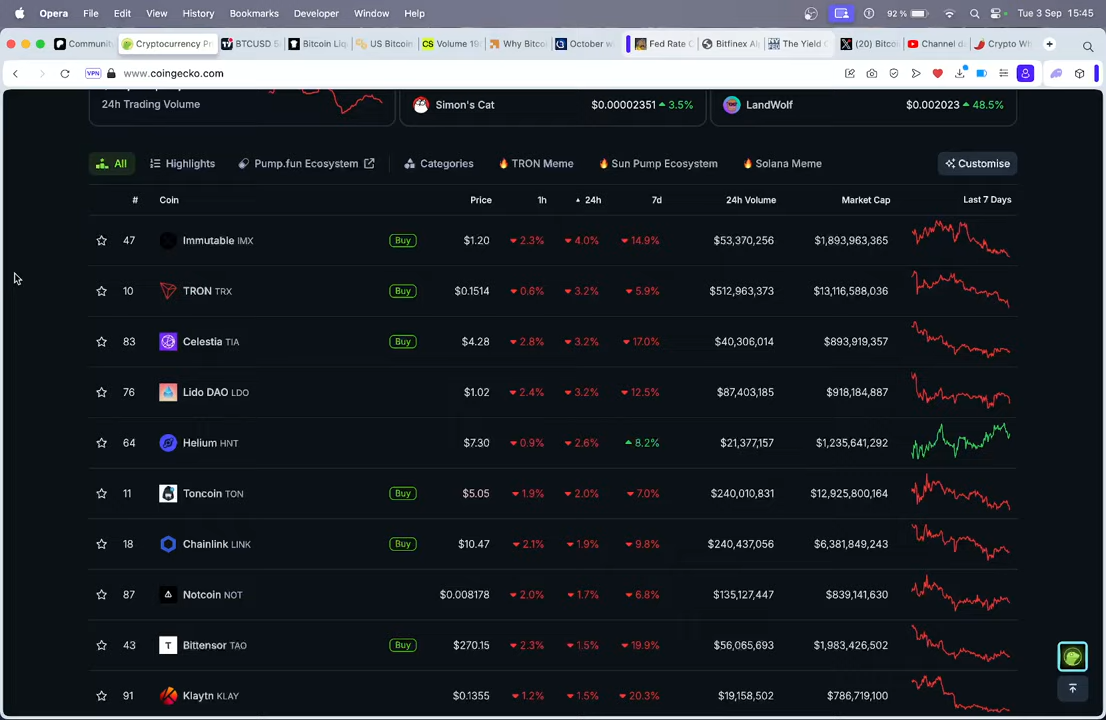 Opera File Edit View History Bookmarks Developer Window Help 92 % Tue 3 Sep 15:45
Community Cryptocurrency Pr BTCUSD 5 Bitcoin Liq US Bitcoin CS Volume 19 Why Bitco October w Fed Rate C Bitfinex Al The Yield C (20) Bitco Channel da Crypto Wh
VPN www.coingecko.com
24h Trading Volume Simon's Cat $0.00002351 3.5% LandWolf $0.002023 48.5%
All Highlights Pump.fun Ecosystem Categories TRON Meme Sun Pump Ecosystem Solana Meme Customise
# Coin Price 1h 24h 7d 24h Volume Market Cap Last 7 Days
47 Immutable IMX Buy $1.20 2.3% 4.0% 14.9% $53,370,256 $1,893,963,365
10 TRON TRX Buy $0.1514 0.6% 3.2% 5.9% $512,963,373 $13,116,588,036
83 Celestia TIA Buy $4.28 2.8% 3.2% 17.0% $40,306,014 $893,919,357
76 Lido DAO LDO $1.02 2.4% 3.2% 12.5% $87,403,185 $918,184,887
64 Helium HNT $7.30 0.9% 2.6% 8.2% $21,377,157 $1,235,641,292
11 Toncoin TON Buy $5.05 1.9% 2.0% 7.0% $240,010,831 $12,925,800,164
18 Chainlink LINK Buy $10.47 2.1% 1.9% 9.8% $240,437,056 $6,381,849,243
87 Notcoin NOT $0.008178 2.0% 1.7% 6.8% $135,127,447 $839,141,630
43 Bittensor TAO Buy $270.15 2.3% 1.5% 19.9% $56,065,693 $1,983,426,502
91 Klaytn KLAY $0.1355 1.2% 1.5% 20.3% $19,158,502 $786,719,100